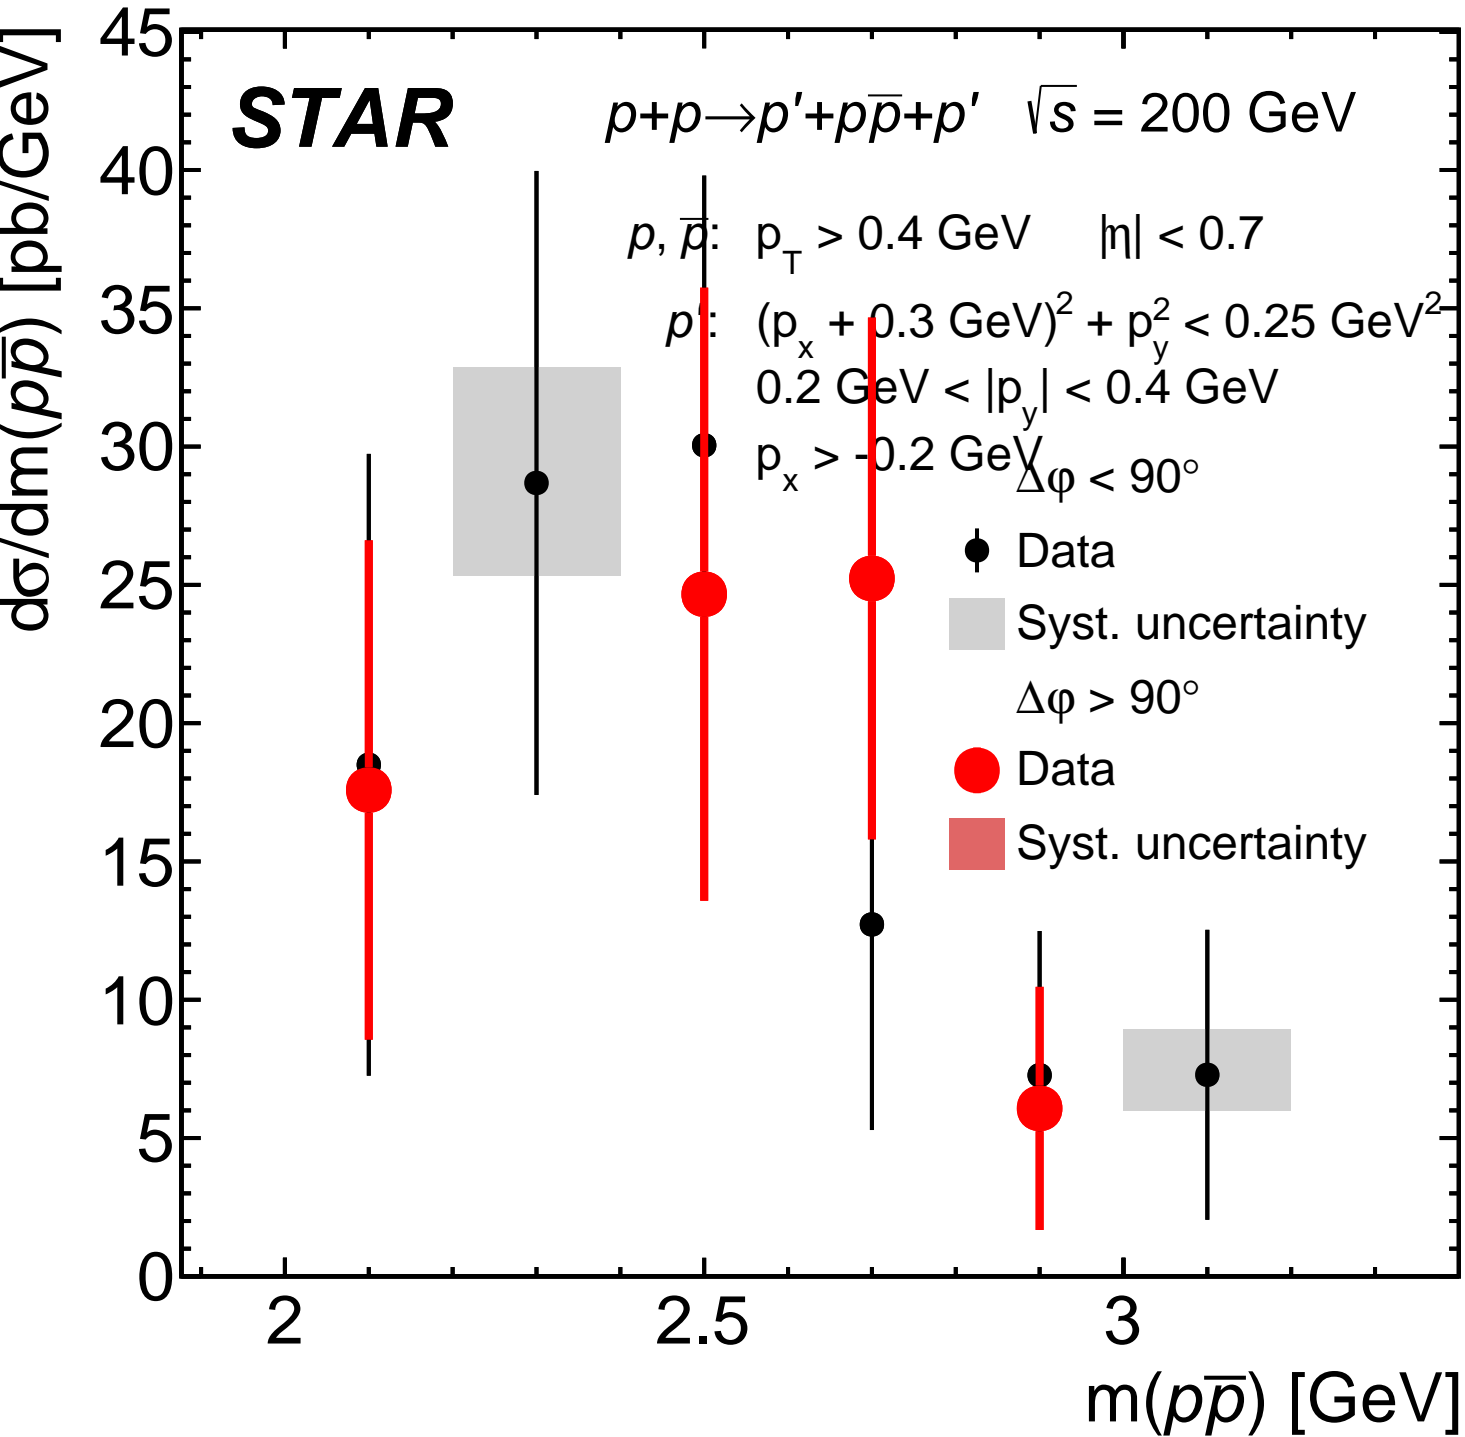 dσ/dm(pp̅) [pb/GeV]
45
40
35
30
25
20
15
10
5
0
STAR
p+p→p′+pp̅+p′ √s = 200 GeV
p, p̅: p_T > 0.4 GeV |η| < 0.7
p′: (p_x + 0.3 GeV)² + p_y² < 0.25 GeV²
0.2 GeV < |p_y| < 0.4 GeV
p_x > -0.2 GeV
Δφ < 90°
Data
Syst. uncertainty
Δφ > 90°
Data
Syst. uncertainty
2 2.5 3
m(pp̅) [GeV]